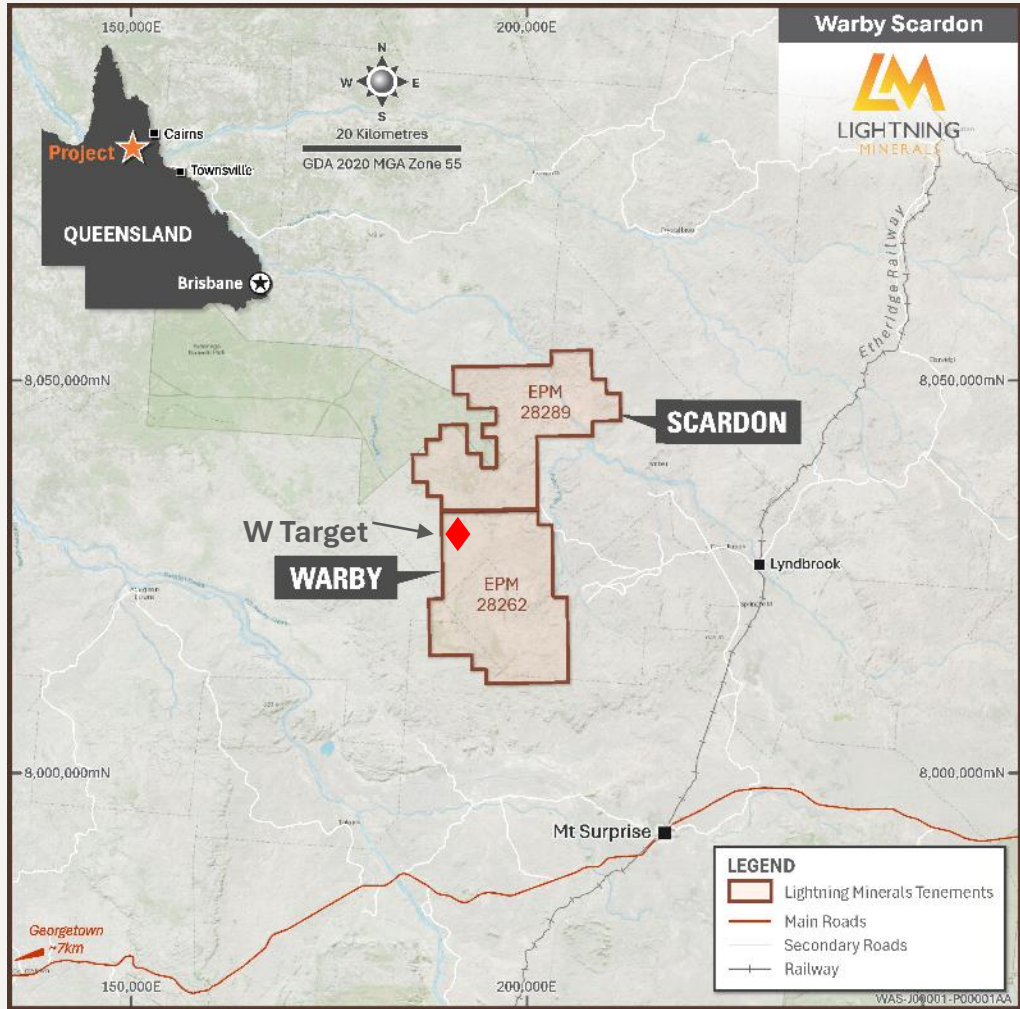 150,000E
200,000E
Warby Scardon
LM
LIGHTNING
MINERALS
N
W
E
S
20 Kilometres
GDA 2020 MGA Zone 55
Cairns
Project
Townsville
QUEENSLAND
Brisbane
Etheridge Railway
8,050,000mN
8,050,000mN
EPM
28289
SCARDON
W Target
WARBY
EPM
28262
Lyndbrook
8,000,000mN
8,000,000mN
Mt Surprise
LEGEND
Lightning Minerals Tenements
Main Roads
Secondary Roads
Railway
Georgetown
~7km
150,000E
200,000E
WAS-J00001-P00001AA